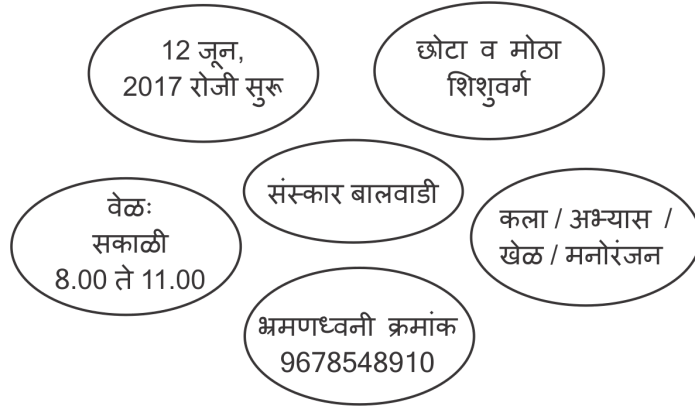 12 जून,
2017 रोजी सुरू
छोटा व मोठा
शिशुवर्ग
संस्कार बालवाडी
वेळः
सकाळी
8.00 ते 11.00
कला / अभ्यास /
खेळ / मनोरंजन
भ्रमणध्वनी क्रमांक
9678548910